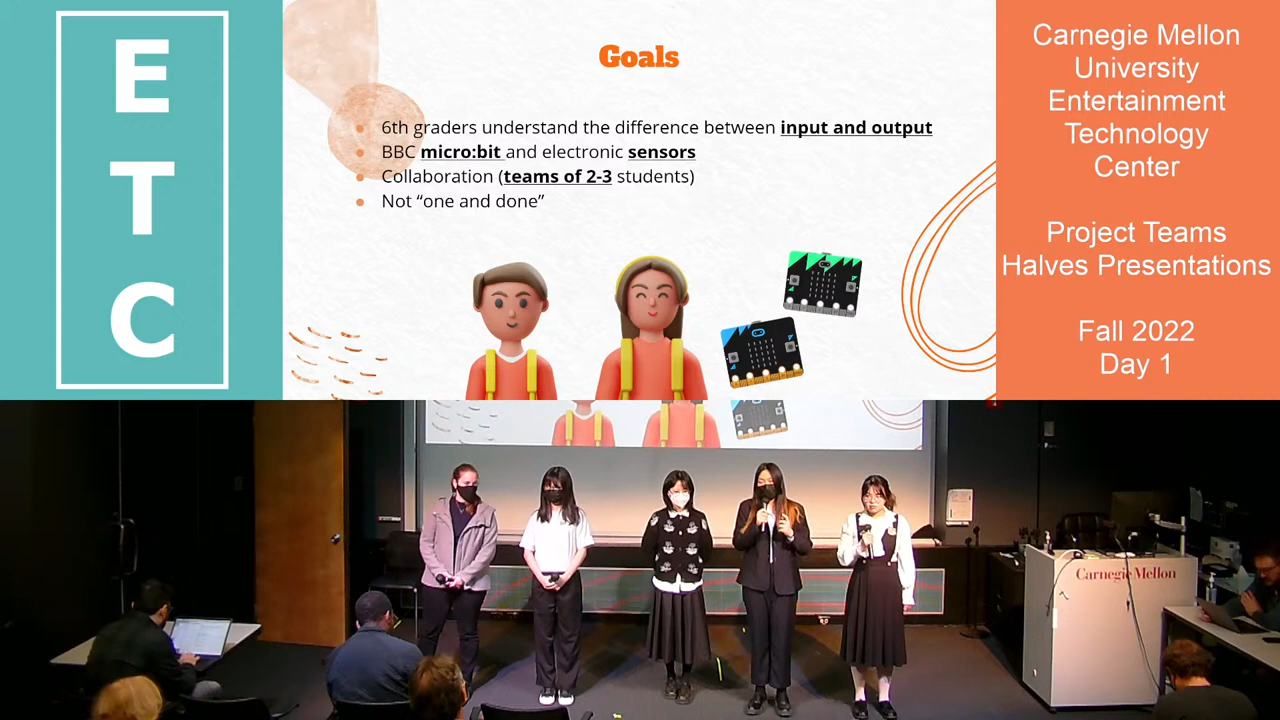 E
T
C
Goals
6th graders understand the difference between input and output
BBC micro:bit and electronic sensors
Collaboration (teams of 2-3 students)
Not “one and done”
Carnegie Mellon
University
Entertainment
Technology
Center
Project Teams
Halves Presentations
Fall 2022
Day 1
Carnegie Mellon